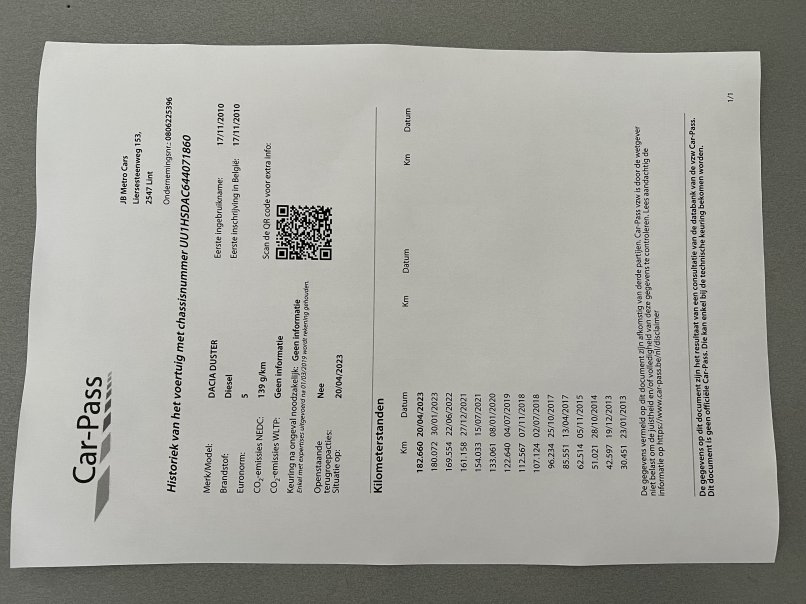 Car-Pass
JB Metro Cars
Liersesteenweg 153,
2547 Lint
Ondernemingsnr.: 0806225396
Historiek van het voertuig met chassisnummer UU1HSDAC644071860
Merk/Model: DACIA DUSTER
Brandstof: Diesel
Euronorm: 5
CO2-emissies NEDC: 139 g/km
CO2-emissies WLTP: Geen informatie
Keuring na ongeval noodzakelijk: Geen informatie
Enkel met expertises uitgevoerd na 01/03/2019 wordt rekening gehouden.
Openstaande terugroepacties: Nee
Situatie op: 20/04/2023
Eerste ingebruikname: 17/11/2010
Eerste inschrijving in België: 17/11/2010
Scan de QR code voor extra info:
Kilometerstanden
Km Datum Km Datum Km Datum
182.660 20/04/2023
180.072 30/01/2023
169.554 22/06/2022
161.158 27/12/2021
154.033 15/07/2021
133.061 08/01/2020
122.640 04/07/2019
112.567 07/11/2018
107.124 02/07/2018
96.234 25/10/2017
85.551 13/04/2017
62.514 05/11/2015
51.021 28/10/2014
42.597 19/12/2013
30.451 23/01/2013
De gegevens vermeld op dit document zijn afkomstig van derde partijen. Car-Pass vzw is door de wetgever
niet belast om de juistheid en/of volledigheid van deze gegevens te controleren. Lees aandachtig de
informatie op https://www.car-pass.be/nl/disclaimer
De gegevens op dit document zijn het resultaat van een consultatie van de databank van de vzw Car-Pass.
Dit document is geen officiële Car-Pass. Die kan enkel bij de technische keuring bekomen worden.
1/1